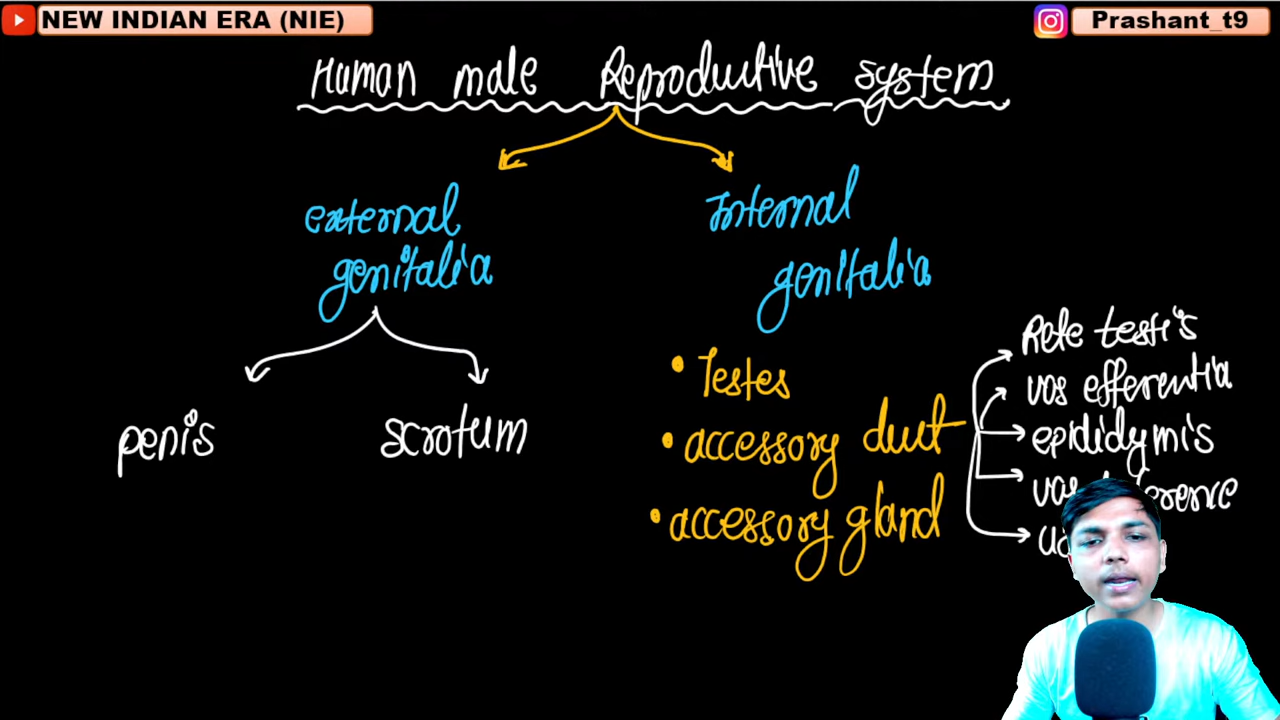 NEW INDIAN ERA (NIE)
Prashant_t9
Human male Reproductive system
external
genitalia
Internal
genitalia
penis
scrotum
• Testes
• accessory duct
• accessory gland
Rete testis
vas efferentia
epididymis